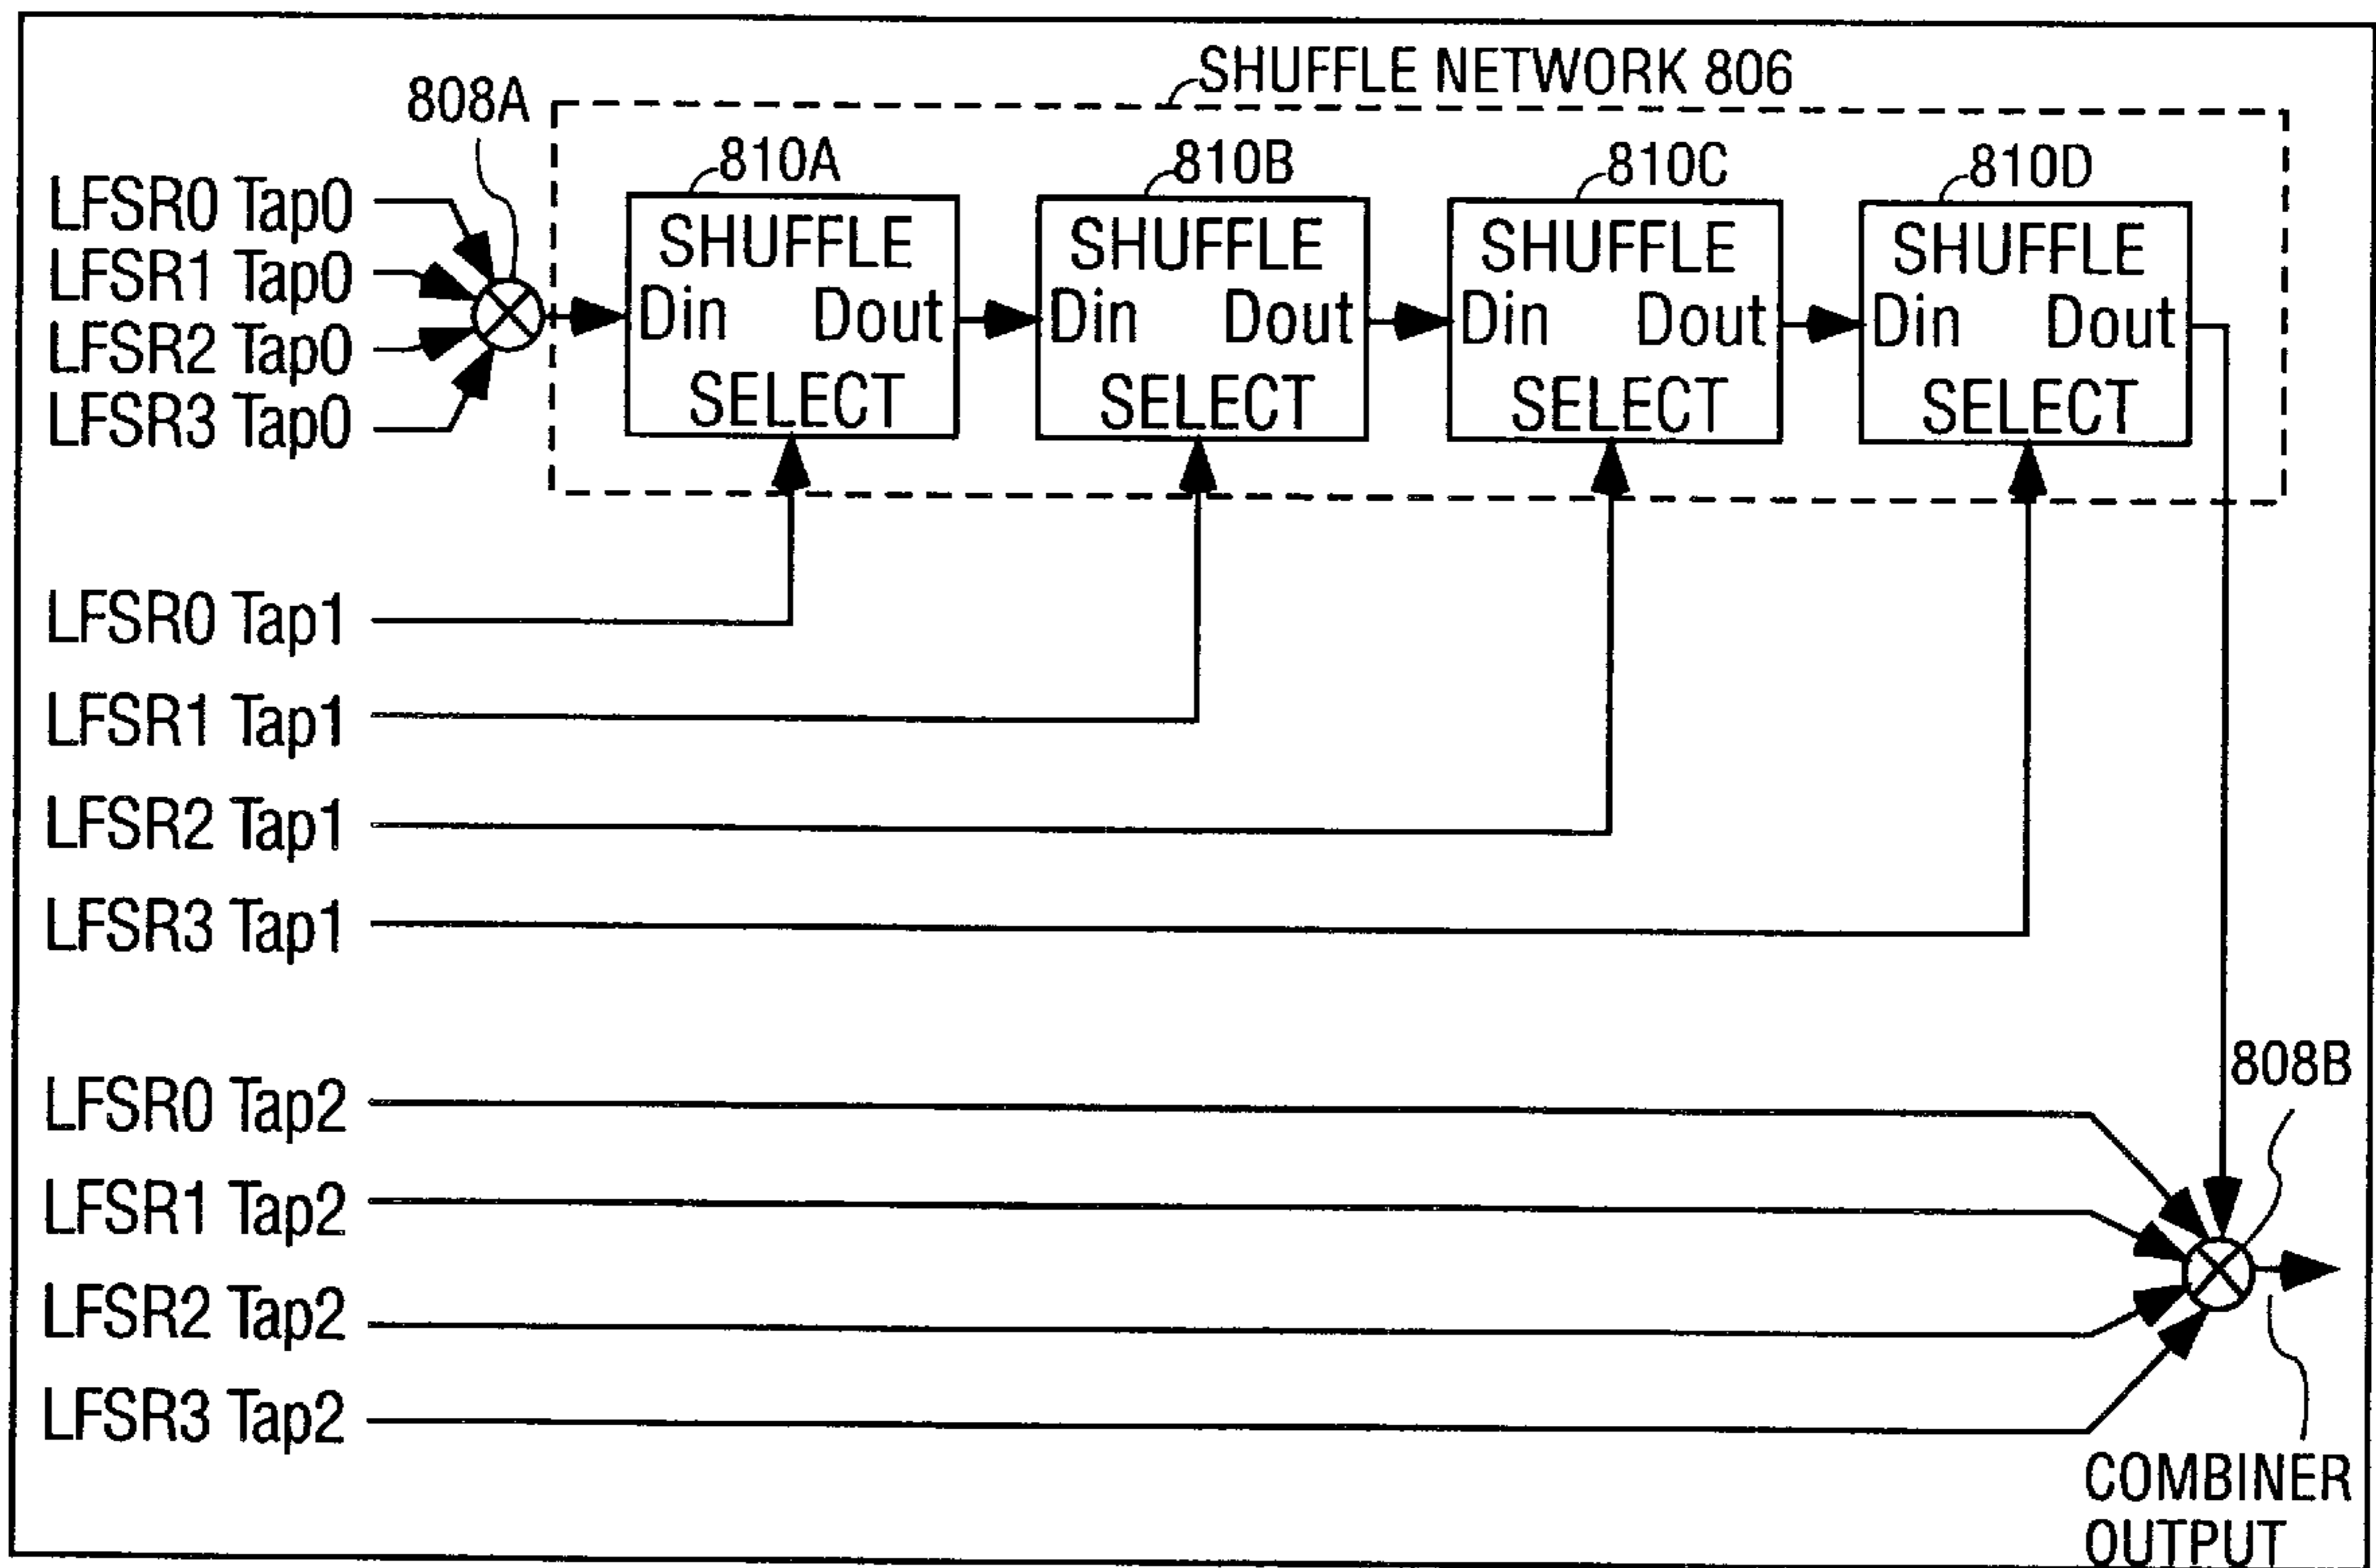 SHUFFLE NETWORK 806
808A
810A
810B
810C
810D
LFSR0 Tap0
LFSR1 Tap0
LFSR2 Tap0
LFSR3 Tap0
SHUFFLE
Din Dout
SELECT
SHUFFLE
Din Dout
SELECT
SHUFFLE
Din Dout
SELECT
SHUFFLE
Din Dout
SELECT
LFSR0 Tap1
LFSR1 Tap1
LFSR2 Tap1
LFSR3 Tap1
808B
LFSR0 Tap2
LFSR1 Tap2
LFSR2 Tap2
LFSR3 Tap2
COMBINER
OUTPUT